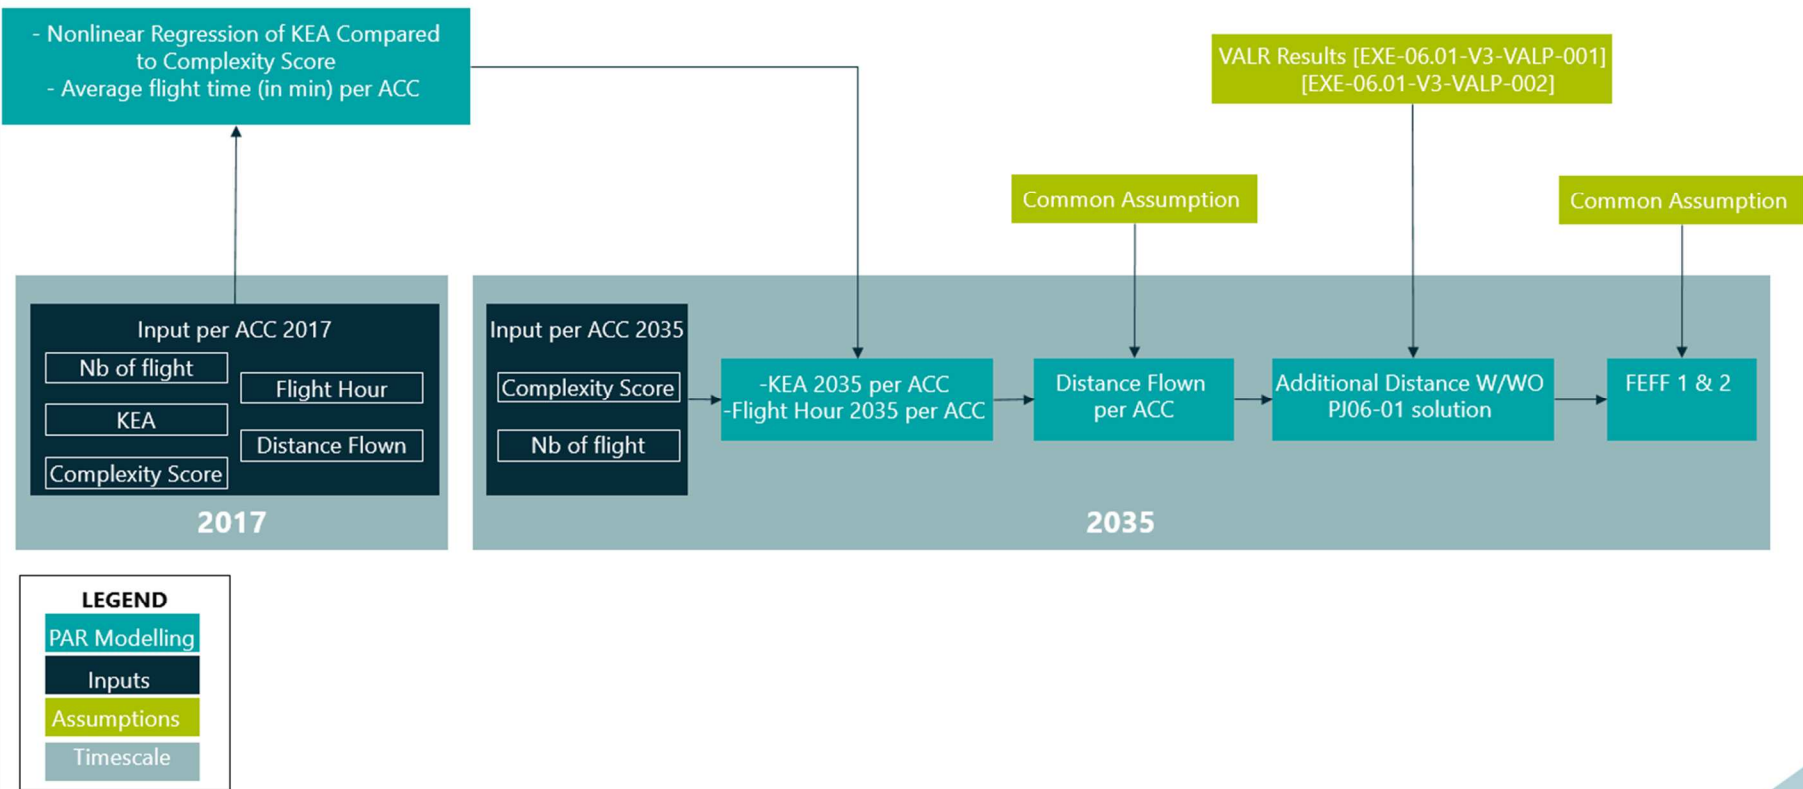 - Nonlinear Regression of KEA Compared
to Complexity Score
- Average flight time (in min) per ACC
VALR Results [EXE-06.01-V3-VALP-001]
[EXE-06.01-V3-VALP-002]
Common Assumption
Common Assumption
Input per ACC 2017
Nb of flight
Flight Hour
KEA
Distance Flown
Complexity Score
2017
Input per ACC 2035
Complexity Score
Nb of flight
-KEA 2035 per ACC
-Flight Hour 2035 per ACC
Distance Flown
per ACC
Additional Distance W/WO
PJ06-01 solution
FEFF 1 & 2
2035
LEGEND
PAR Modelling
Inputs
Assumptions
Timescale